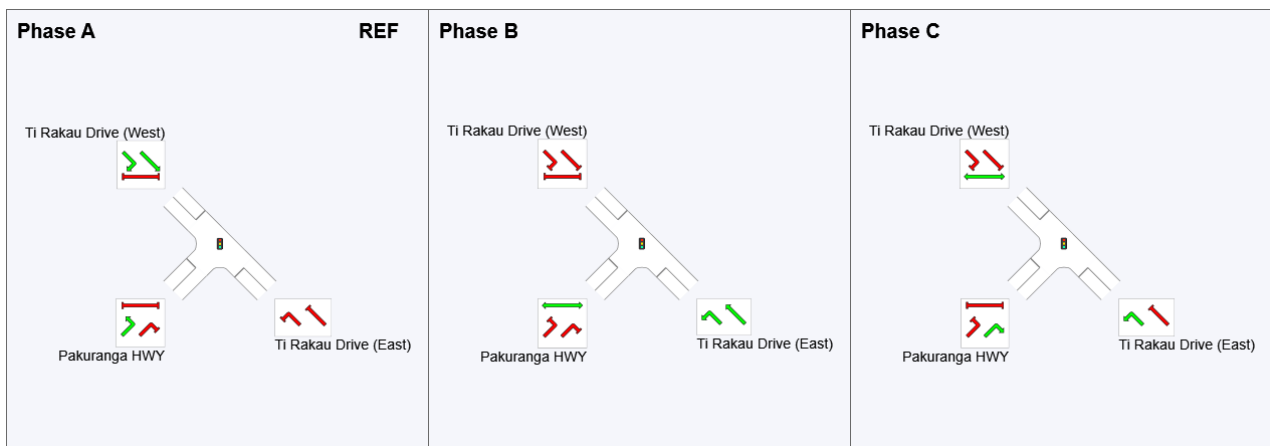 Phase A REF
Ti Rakau Drive (West)
Pakuranga HWY
Ti Rakau Drive (East)
Phase B
Ti Rakau Drive (West)
Pakuranga HWY
Ti Rakau Drive (East)
Phase C
Ti Rakau Drive (West)
Pakuranga HWY
Ti Rakau Drive (East)